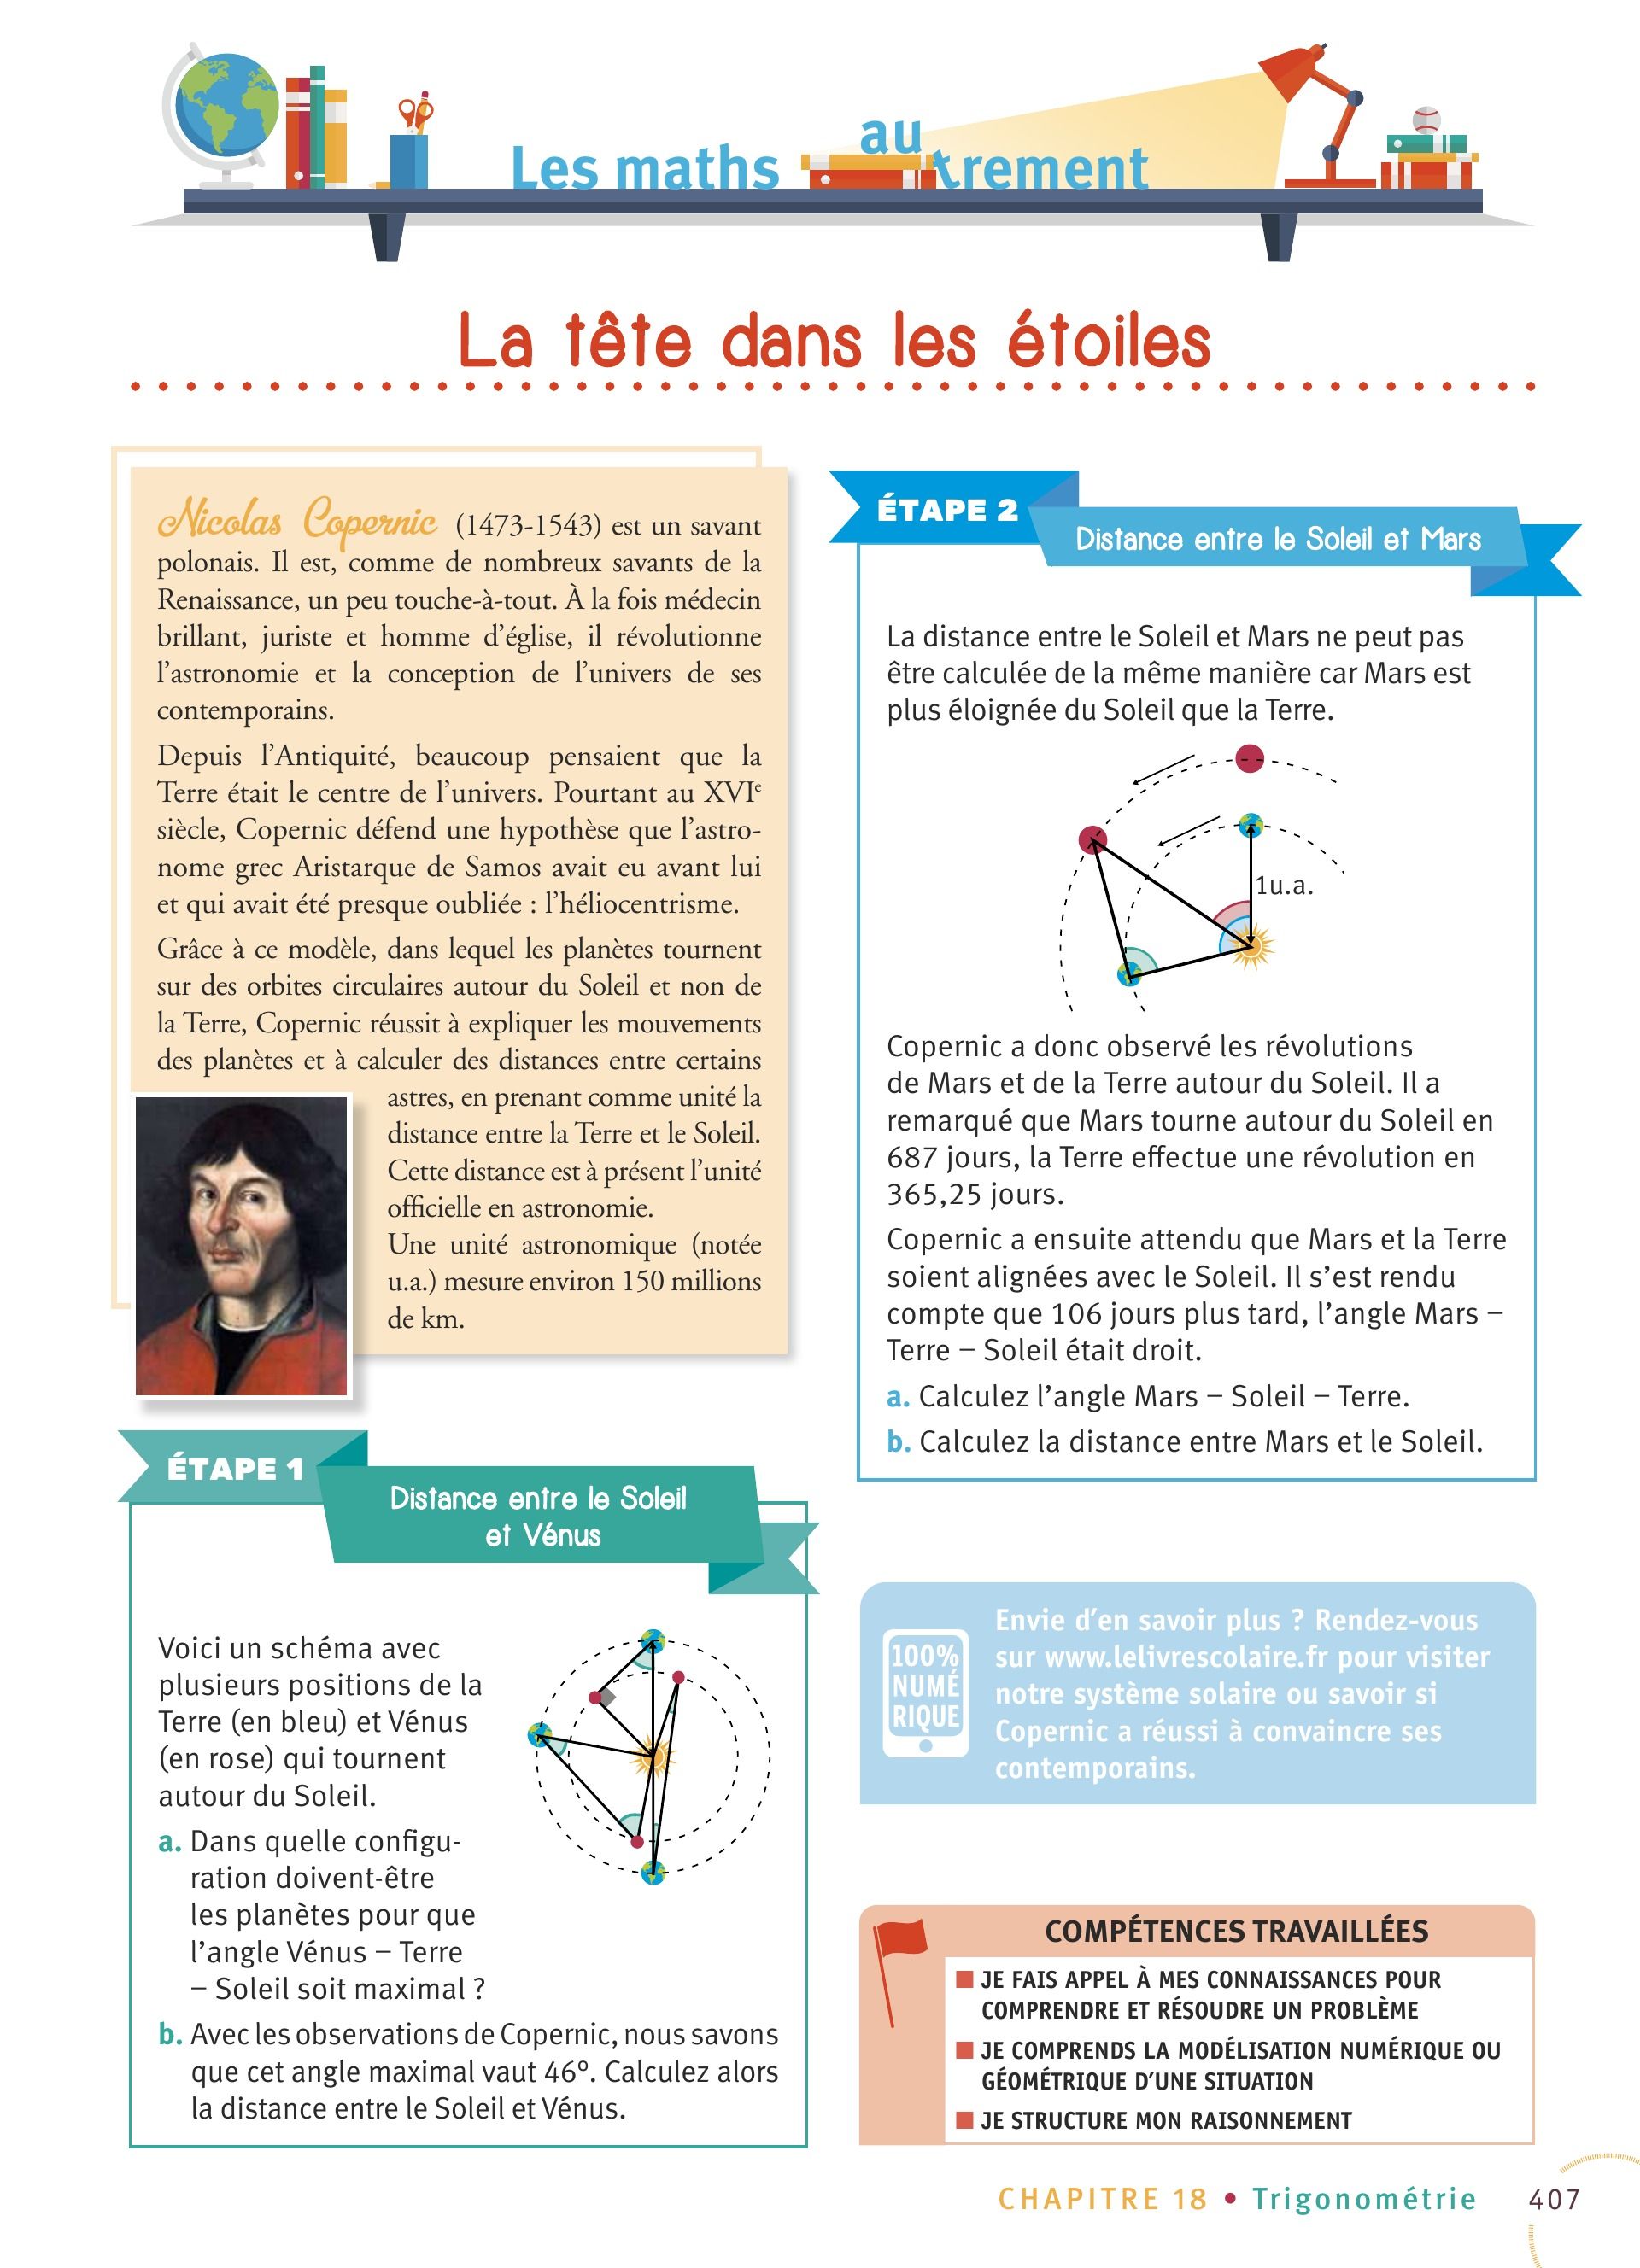 Les maths autrement
La tête dans les étoiles
Nicolas Copernic (1473-1543) est un savant
polonais. Il est, comme de nombreux savants de la
Renaissance, un peu touche-à-tout. À la fois médecin
brillant, juriste et homme d’église, il révolutionne
l’astronomie et la conception de l’univers de ses
contemporains.
Depuis l’Antiquité, beaucoup pensaient que la
Terre était le centre de l’univers. Pourtant au XVIe
siècle, Copernic défend une hypothèse que l’astro-
nome grec Aristarque de Samos avait eu avant lui
et qui avait été presque oubliée : l’héliocentrisme.
Grâce à ce modèle, dans lequel les planètes tournent
sur des orbites circulaires autour du Soleil et non de
la Terre, Copernic réussit à expliquer les mouvements
des planètes et à calculer des distances entre certains
astres, en prenant comme unité la
distance entre la Terre et le Soleil.
Cette distance est à présent l’unité
officielle en astronomie.
Une unité astronomique (notée
u.a.) mesure environ 150 millions
de km.
ÉTAPE 1
Distance entre le Soleil
et Vénus
Voici un schéma avec
plusieurs positions de la
Terre (en bleu) et Vénus
(en rose) qui tournent
autour du Soleil.
a. Dans quelle configu-
ration doivent-être
les planètes pour que
l’angle Vénus – Terre
– Soleil soit maximal ?
b. Avec les observations de Copernic, nous savons
que cet angle maximal vaut 46°. Calculez alors
la distance entre le Soleil et Vénus.
ÉTAPE 2
Distance entre le Soleil et Mars
La distance entre le Soleil et Mars ne peut pas
être calculée de la même manière car Mars est
plus éloignée du Soleil que la Terre.
1u.a.
Copernic a donc observé les révolutions
de Mars et de la Terre autour du Soleil. Il a
remarqué que Mars tourne autour du Soleil en
687 jours, la Terre effectue une révolution en
365,25 jours.
Copernic a ensuite attendu que Mars et la Terre
soient alignées avec le Soleil. Il s’est rendu
compte que 106 jours plus tard, l’angle Mars –
Terre – Soleil était droit.
a. Calculez l’angle Mars – Soleil – Terre.
b. Calculez la distance entre Mars et le Soleil.
100%
NUMÉ
RIQUE
Envie d’en savoir plus ? Rendez-vous
sur www.lelivrescolaire.fr pour visiter
notre système solaire ou savoir si
Copernic a réussi à convaincre ses
contemporains.
COMPÉTENCES TRAVAILLÉES
JE FAIS APPEL À MES CONNAISSANCES POUR
COMPRENDRE ET RÉSOUDRE UN PROBLÈME
JE COMPRENDS LA MODÉLISATION NUMÉRIQUE OU
GÉOMÉTRIQUE D’UNE SITUATION
JE STRUCTURE MON RAISONNEMENT
CHAPITRE 18 • Trigonométrie 407